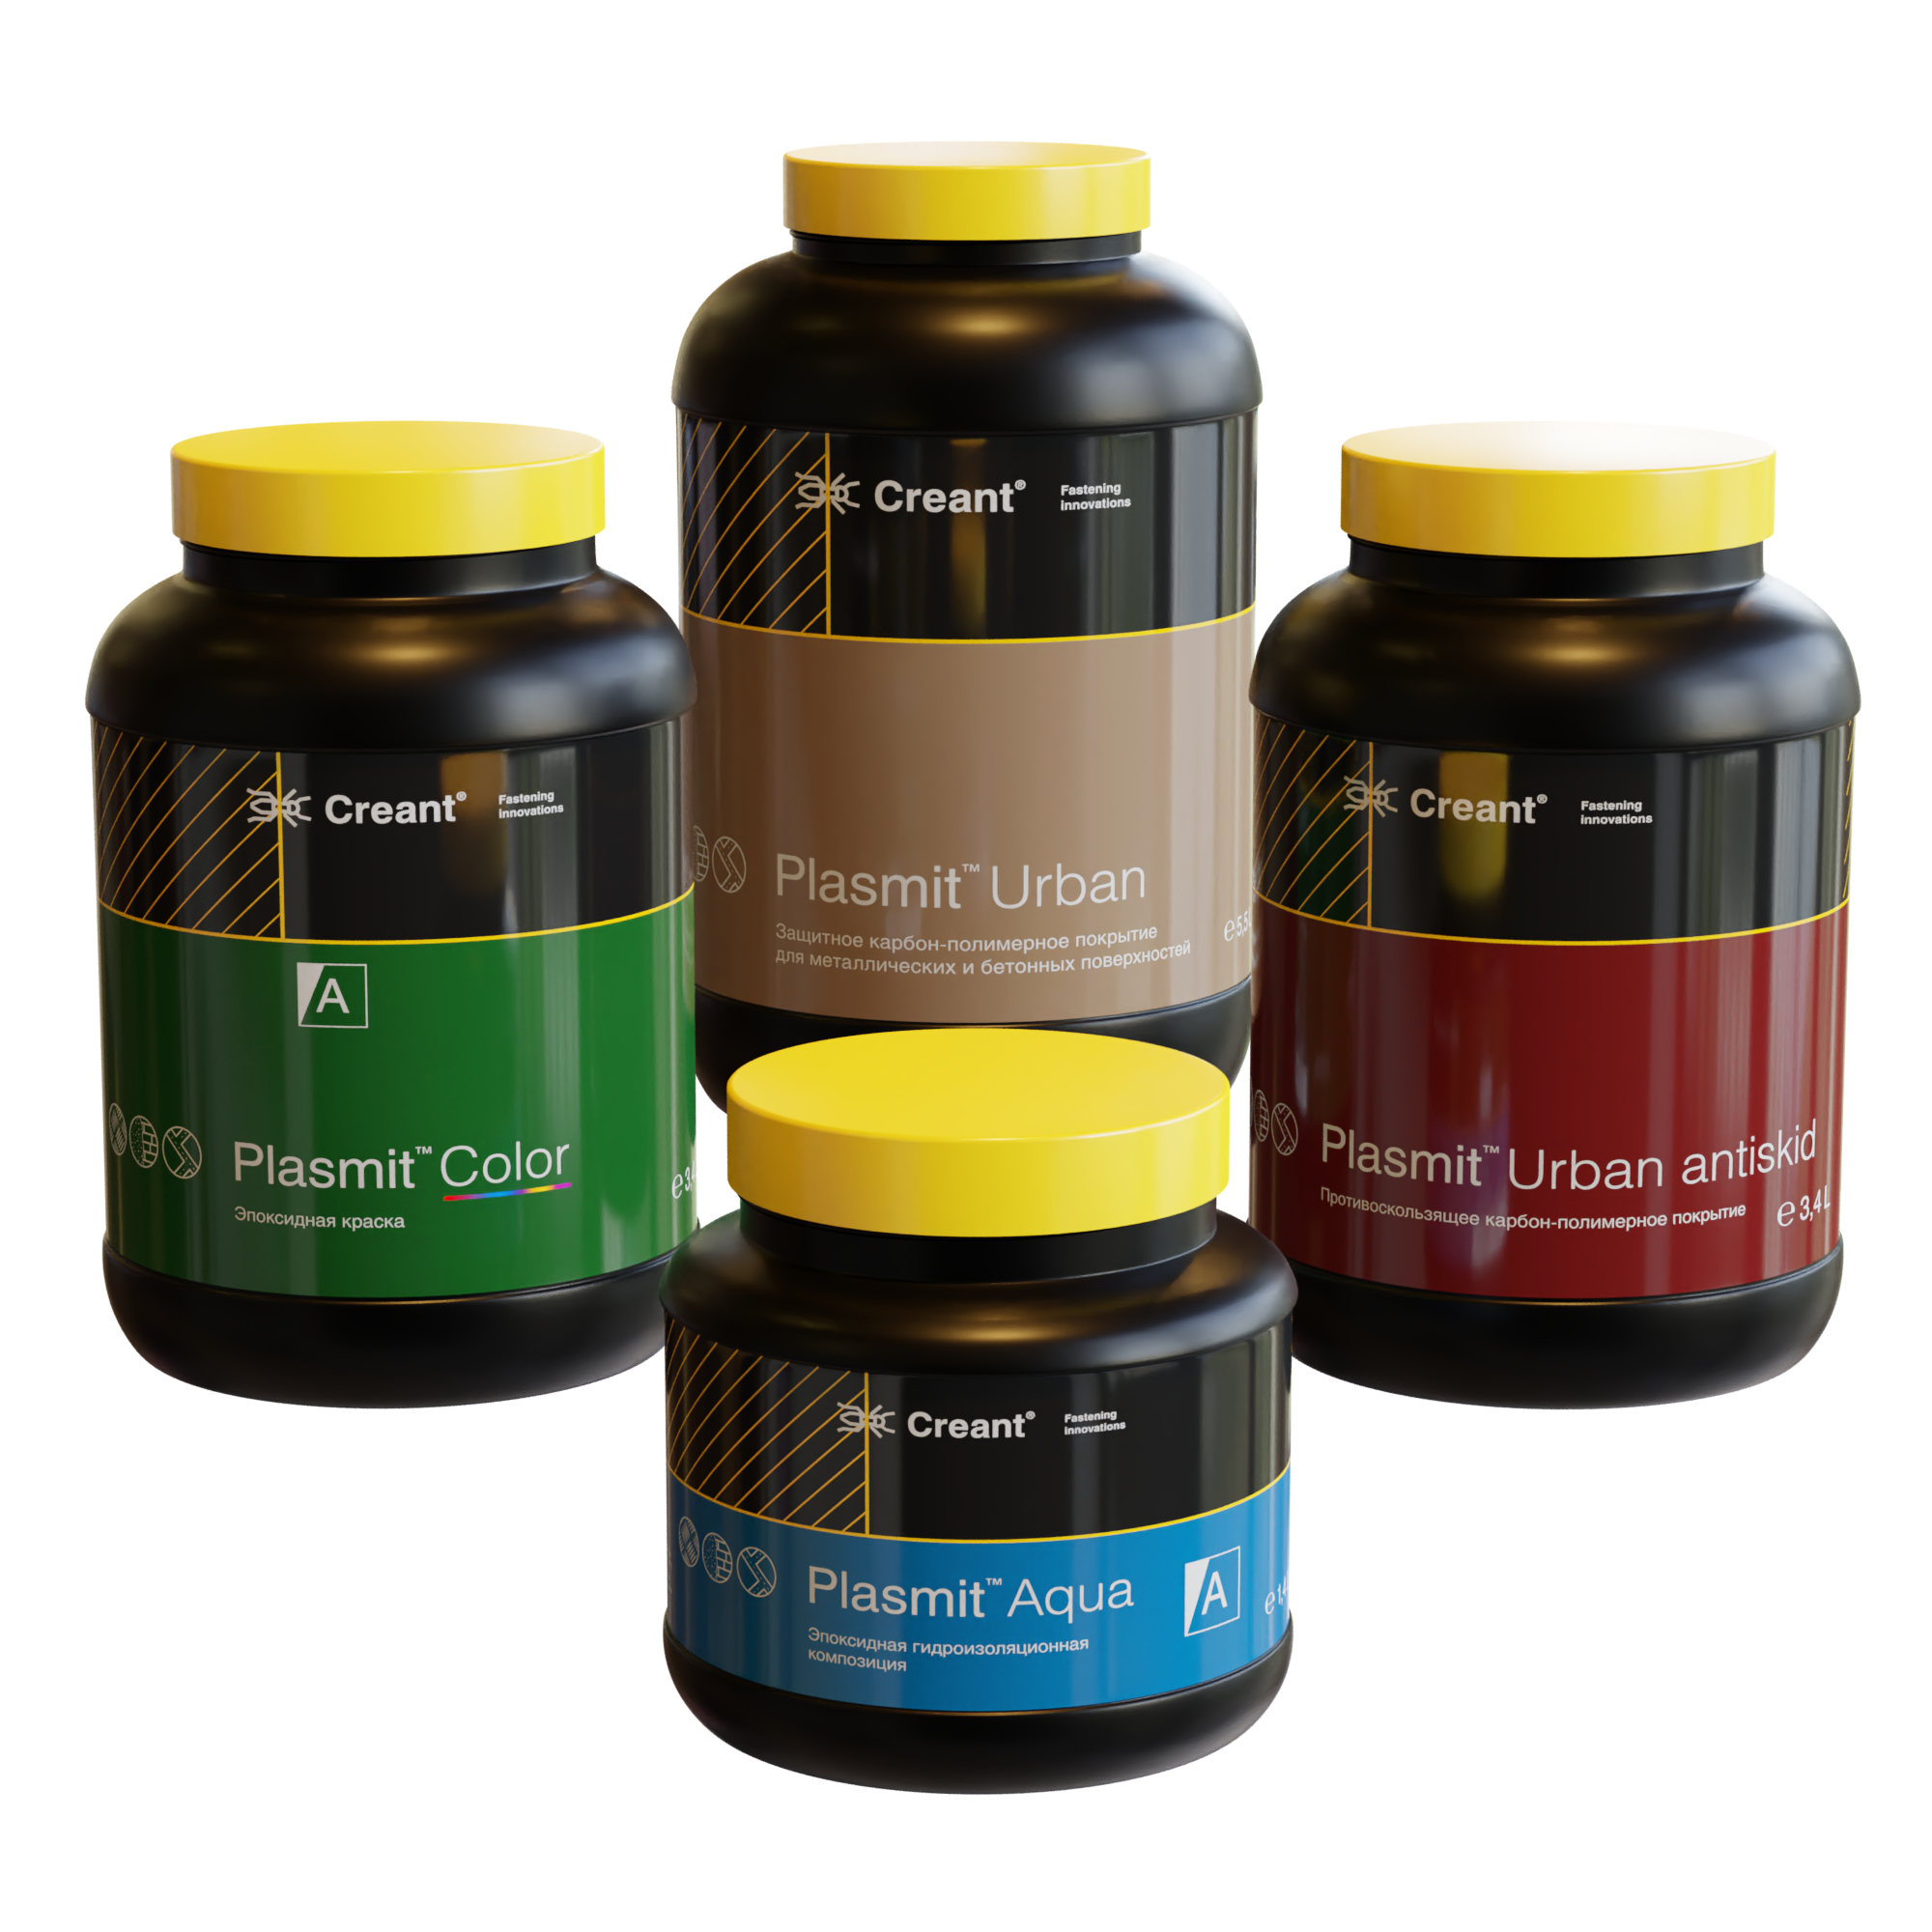 Creant®
Fastening
innovations
Plasmit™ Urban
Защитное карбон-полимерное покрытие
для металлических и бетонных поверхностей
Creant®
Fastening
innovations
A
Plasmit™ Color
Эпоксидная краска
Creant®
Fastening
innovations
Plasmit™ Urban antiskid
Противоскользящее карбон-полимерное покрытие
℮ 3,4 L
Creant®
Fastening
innovations
Plasmit™ Aqua
A
Эпоксидная гидроизоляционная
композиция